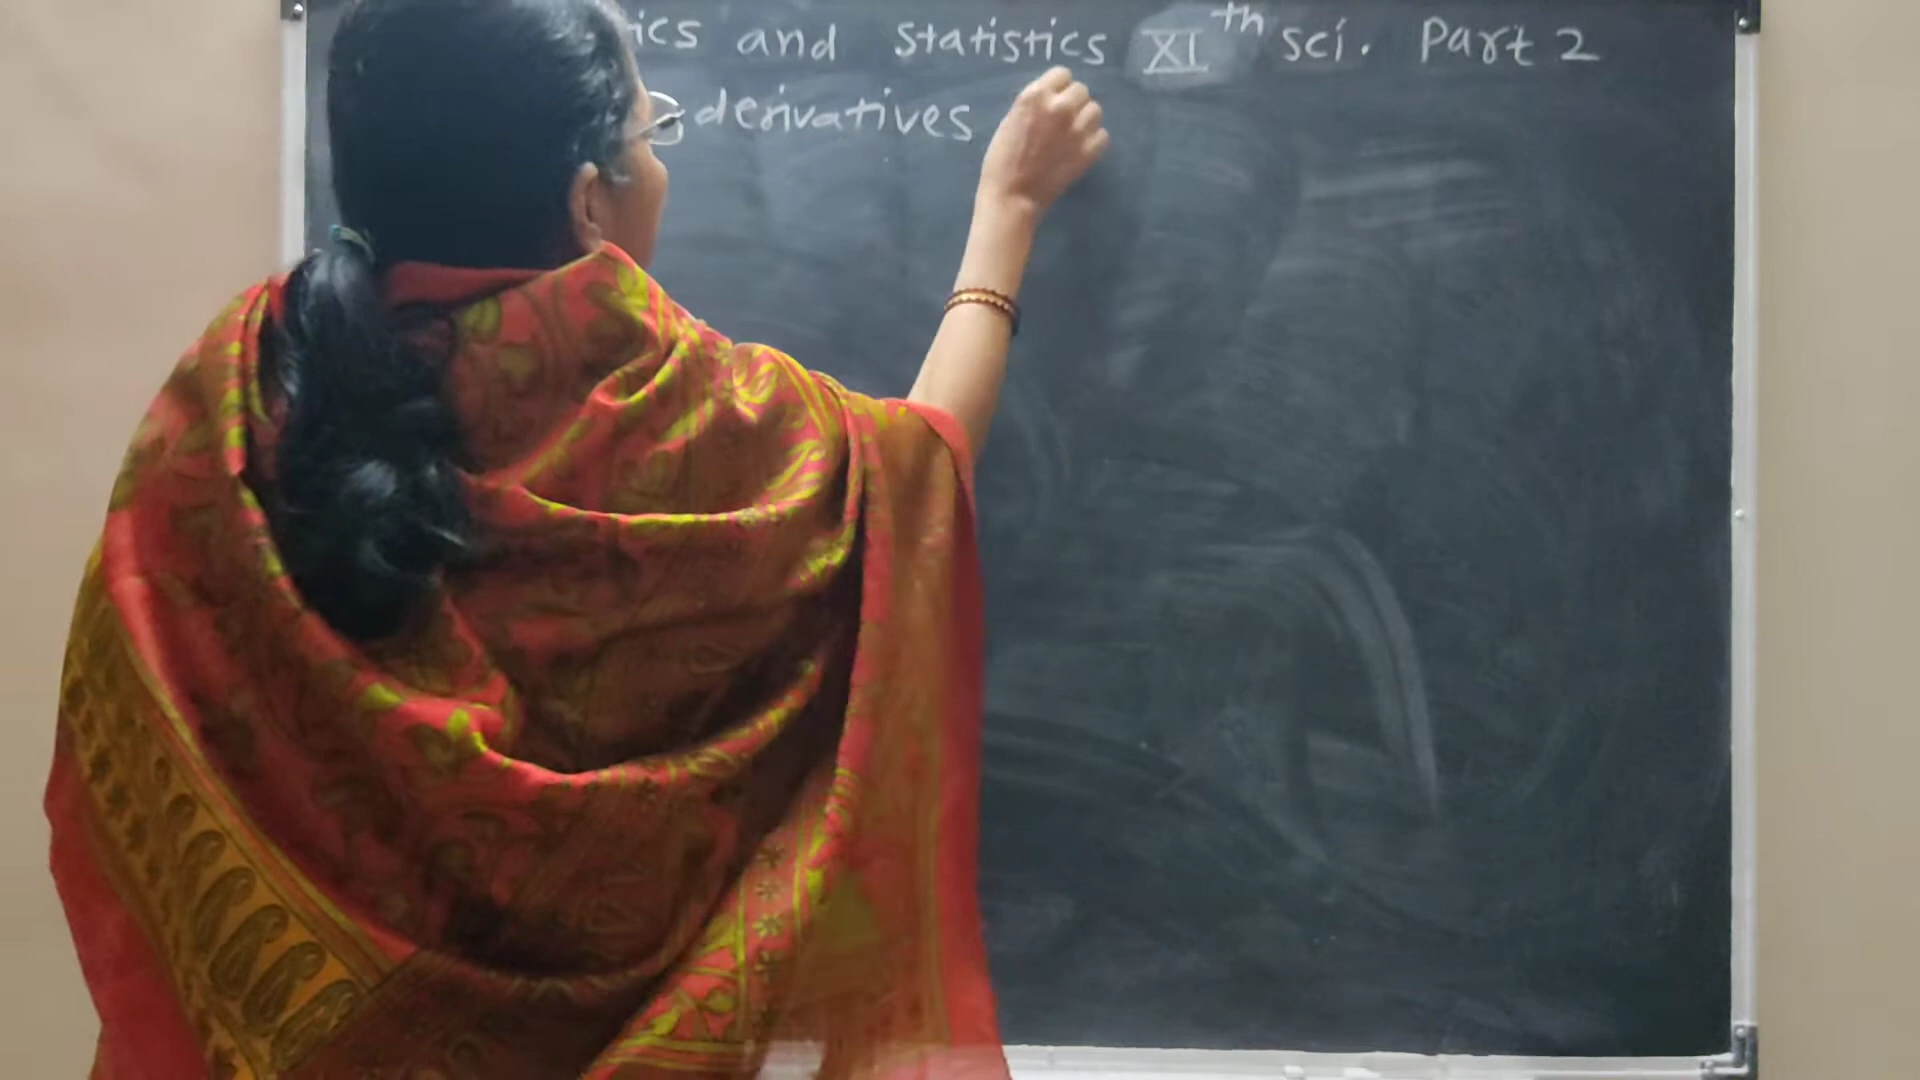 ics and Statistics XI th sci. Part 2
derivatives